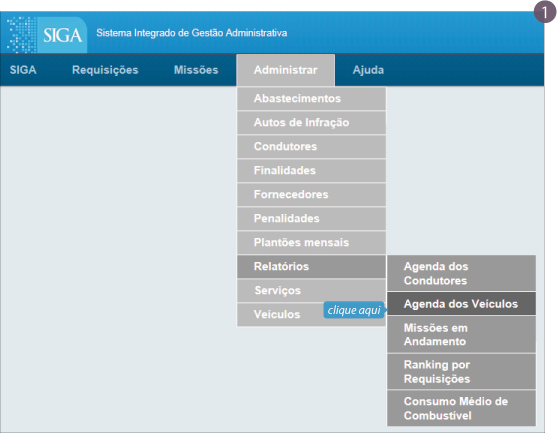 1
SIGA Sistema Integrado de Gestão Administrativa
SIGA Requisições Missões Administrar Ajuda
Abastecimentos
Autos de Infração
Condutores
Finalidades
Fornecedores
Penalidades
Plantões mensais
Relatórios
Serviços
Veículos
clique aqui
Agenda dos
Condutores
Agenda dos Veículos
Missões em
Andamento
Ranking por
Requisições
Consumo Médio de
Combustível